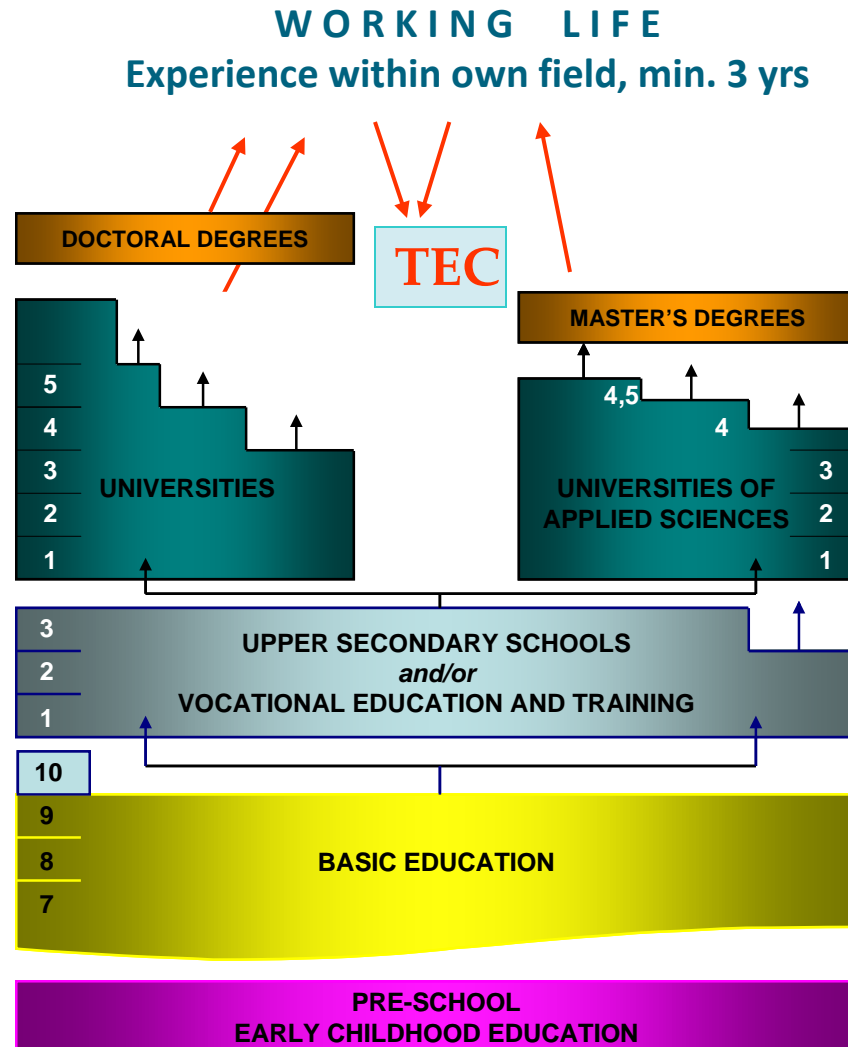 WORKING LIFE
Experience within own field, min. 3 yrs
DOCTORAL DEGREES
TEC
MASTER'S DEGREES
5
4
3
2
1
UNIVERSITIES
4,5
4
3
2
1
UNIVERSITIES OF
APPLIED SCIENCES
3
2
1
UPPER SECONDARY SCHOOLS
and/or
VOCATIONAL EDUCATION AND TRAINING
10
9
8
7
BASIC EDUCATION
PRE-SCHOOL
EARLY CHILDHOOD EDUCATION